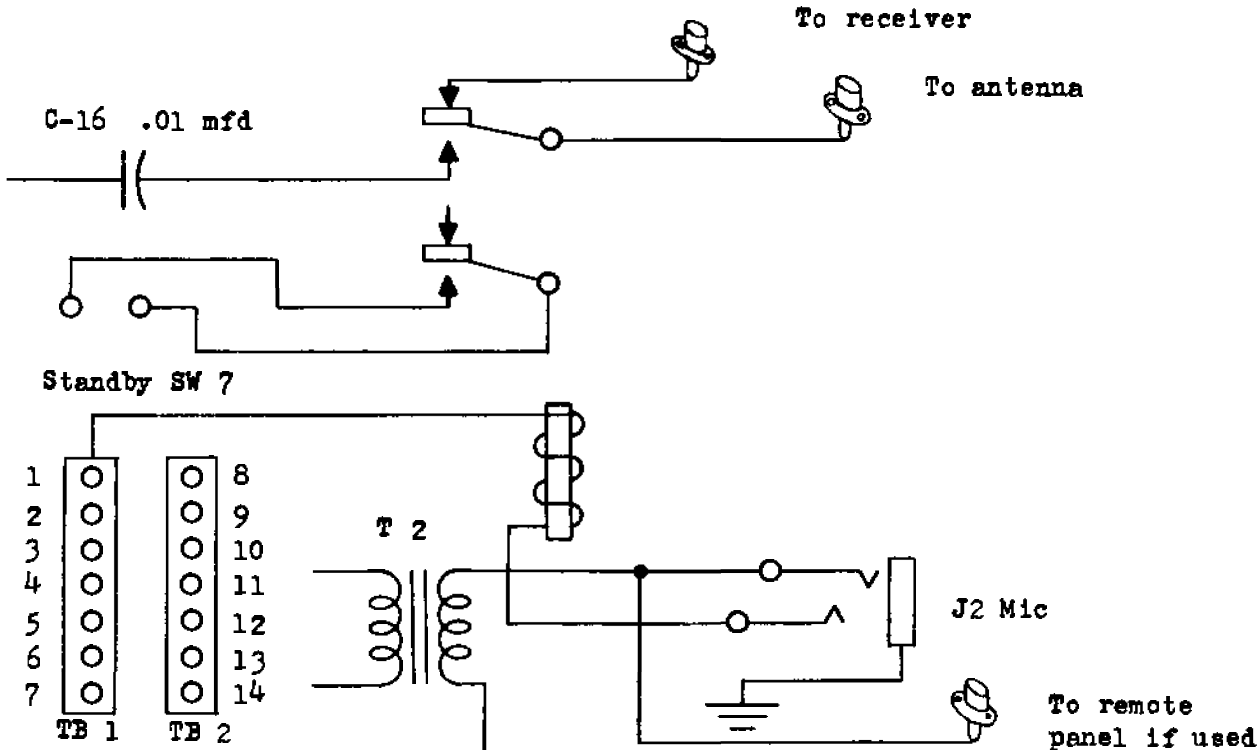 To receiver
To antenna
C-16 .01 mfd
Standby SW 7
1
2
3
4
5
6
7
8
9
10
11
12
13
14
TB 1
TB 2
T 2
J2 Mic
To remote
panel if used